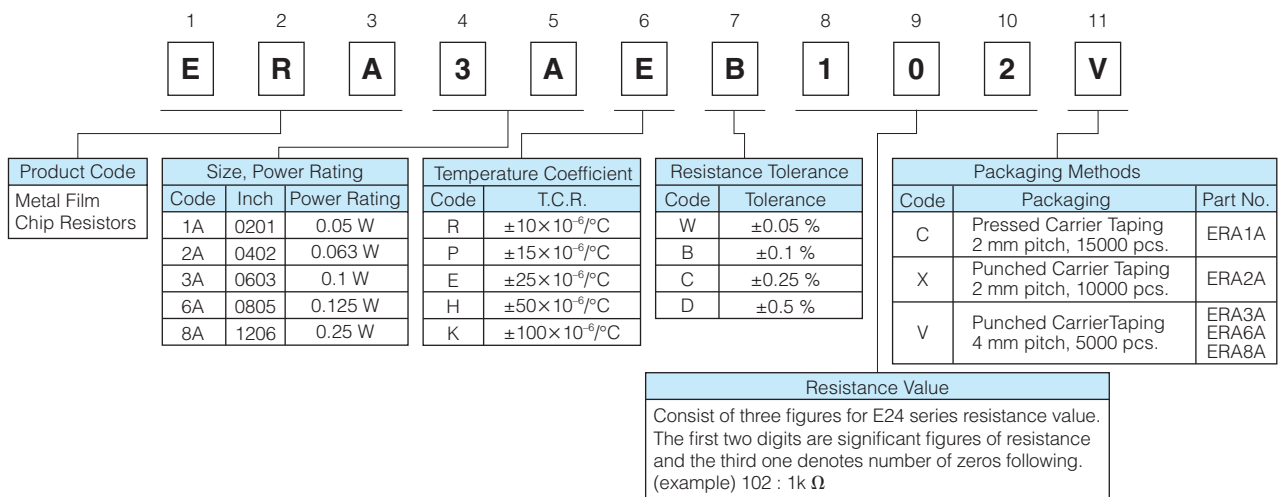 1 2 3 4 5 6 7 8 9 10 11
E R A 3 A E B 1 0 2 V
Product Code
Metal Film
Chip Resistors
Size, Power Rating
Code Inch Power Rating
1A 0201 0.05 W
2A 0402 0.063 W
3A 0603 0.1 W
6A 0805 0.125 W
8A 1206 0.25 W
Temperature Coefficient
Code T.C.R.
R ±10×10⁻⁶/°C
P ±15×10⁻⁶/°C
E ±25×10⁻⁶/°C
H ±50×10⁻⁶/°C
K ±100×10⁻⁶/°C
Resistance Tolerance
Code Tolerance
W ±0.05 %
B ±0.1 %
C ±0.25 %
D ±0.5 %
Packaging Methods
Code Packaging Part No.
C Pressed Carrier Taping
2 mm pitch, 15000 pcs. ERA1A
X Punched Carrier Taping
2 mm pitch, 10000 pcs. ERA2A
V Punched CarrierTaping
4 mm pitch, 5000 pcs. ERA3A
ERA6A
ERA8A
Resistance Value
Consist of three figures for E24 series resistance value.
The first two digits are significant figures of resistance
and the third one denotes number of zeros following.
(example) 102 : 1k Ω